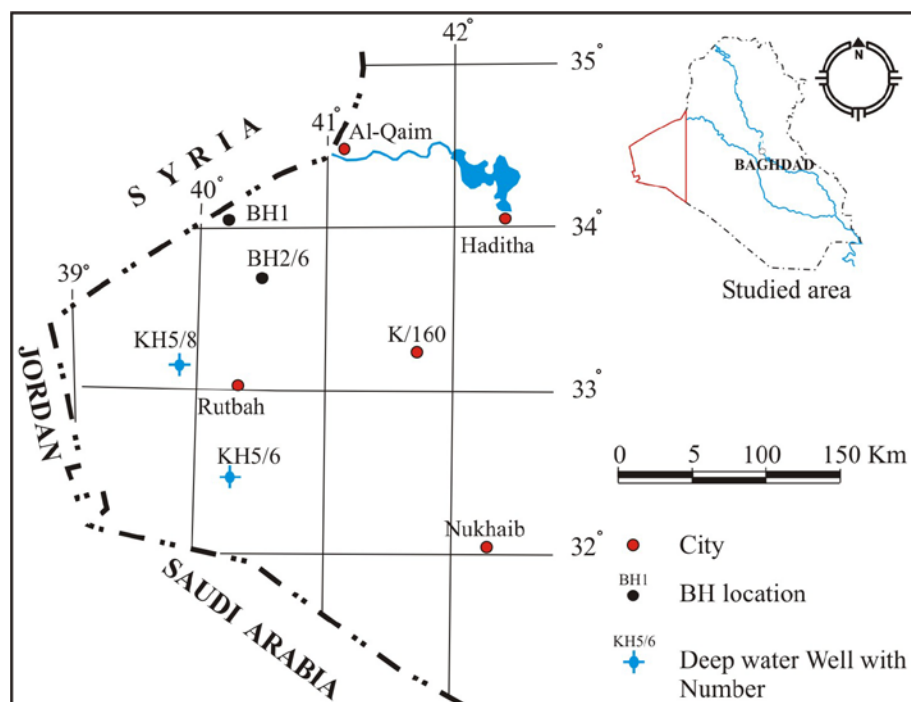 42°
35°
SYRIA
41°
Al-Qaim
N
BAGHDAD
40°
BH1
34°
Haditha
BH2/6
39°
Studied area
KH5/8
K/160
JORDAN
33°
Rutbah
KH5/6
0 5 100 150 Km
Nukhaib
32°
City
BH1
BH location
SAUDI ARABIA
KH5/6
Deep water Well with
Number